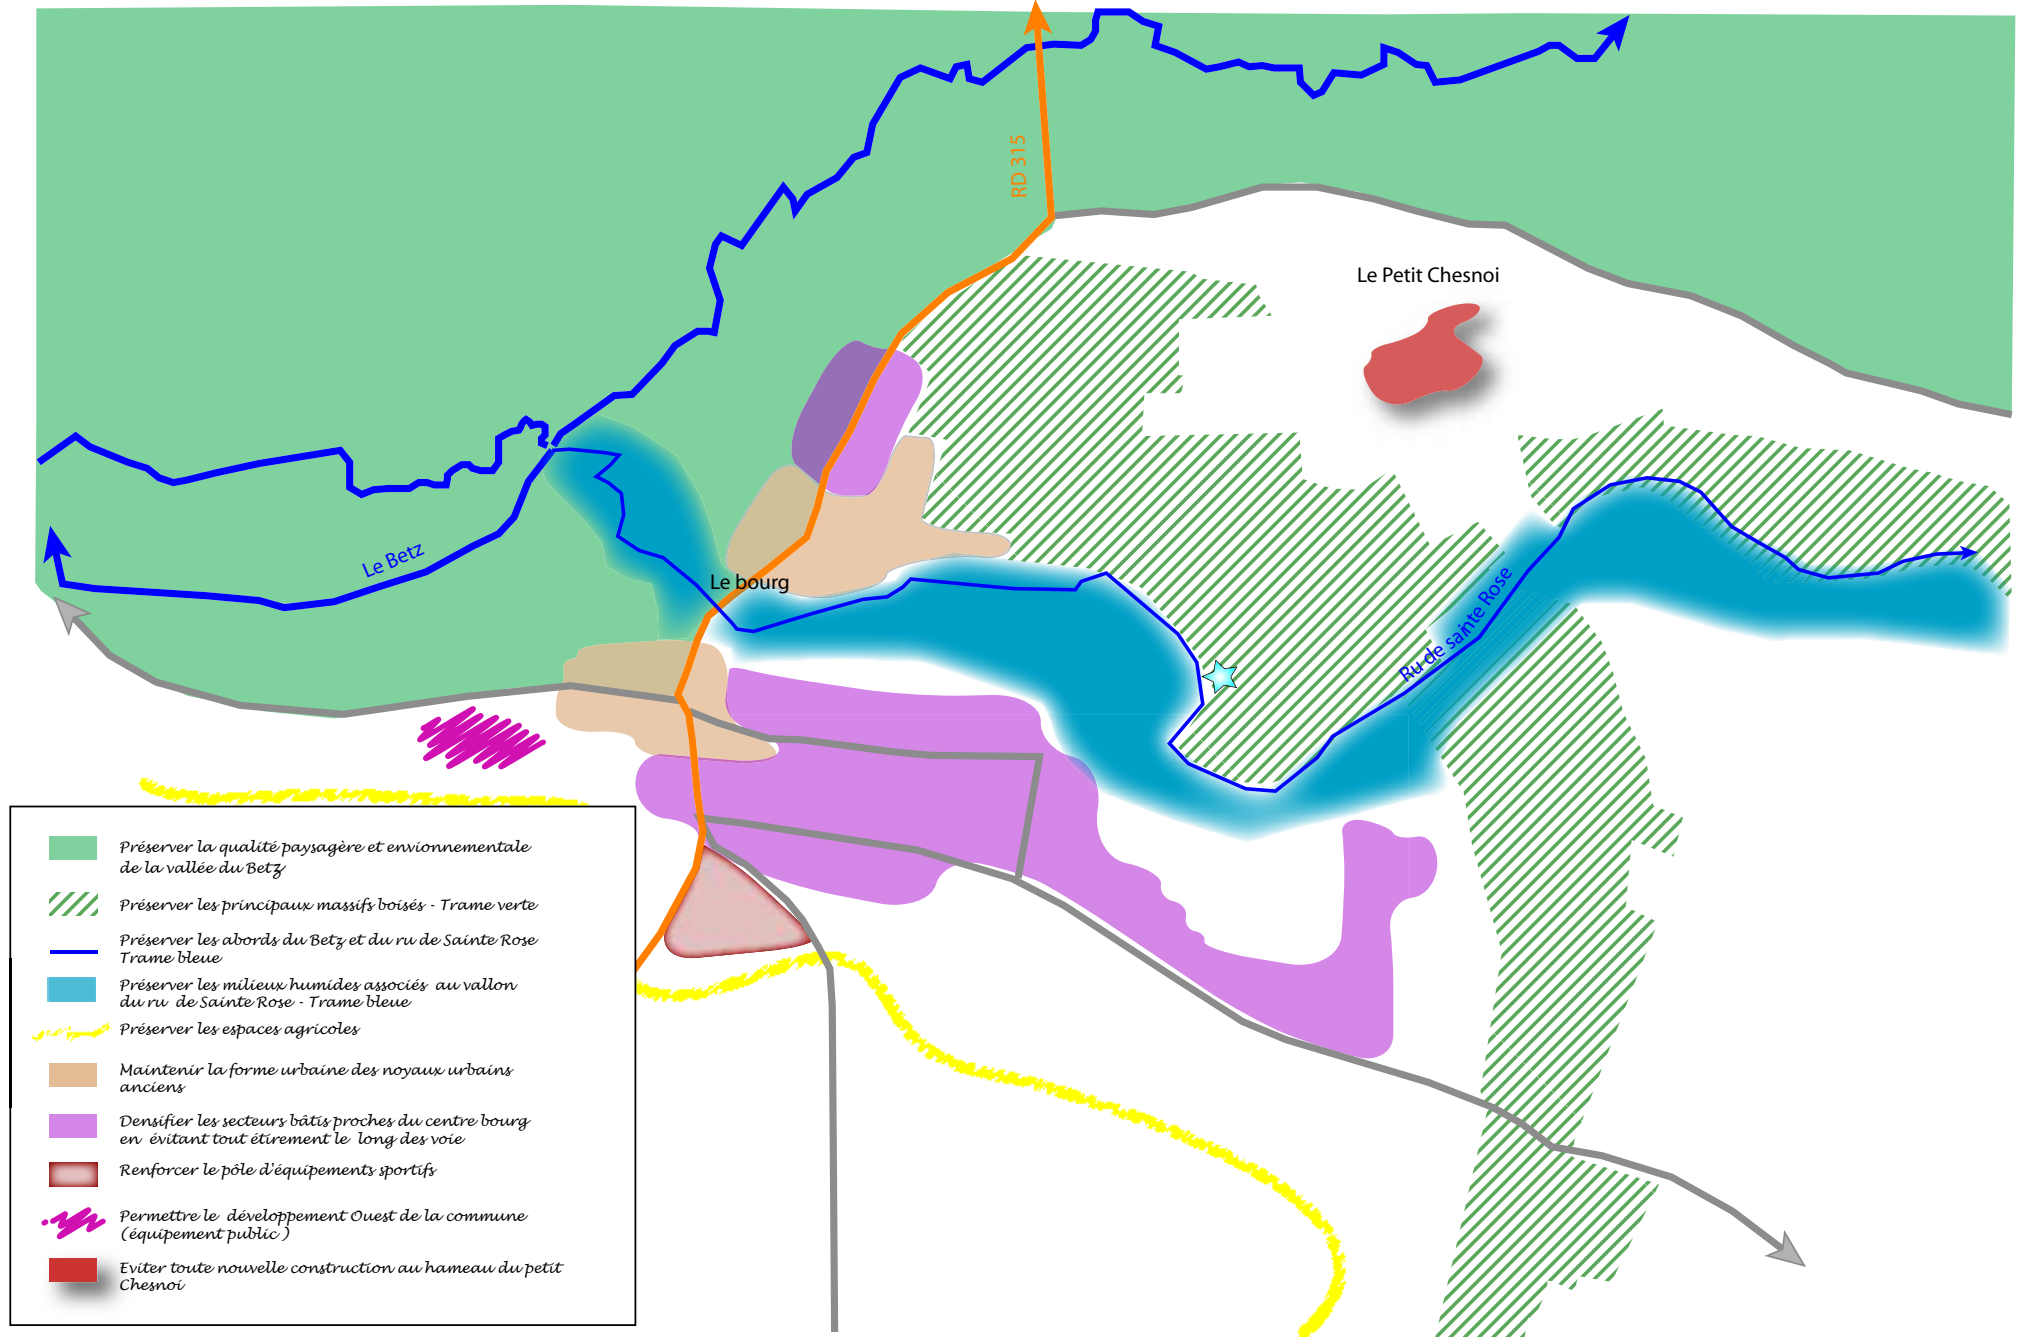 RD 315
Le Petit Chesnoi
Le Betz
Le bourg
Ru de sainte Rose
Préserver la qualité paysagère et envionnementale
de la vallée du Betz
Préserver les principaux massifs boisés - Trame verte
Préserver les abords du Betz et du ru de Sainte Rose
Trame bleue
Préserver les milieux humides associés au vallon
du ru de Sainte Rose - Trame bleue
Préserver les espaces agricoles
Maintenir la forme urbaine des noyaux urbains
anciens
Densifier les secteurs bâtis proches du centre bourg
en évitant tout étirement le long des voie
Renforcer le pôle d'équipements sportifs
Permettre le développement Ouest de la commune
(équipement public )
Eviter toute nouvelle construction au hameau du petit
Chesnoi